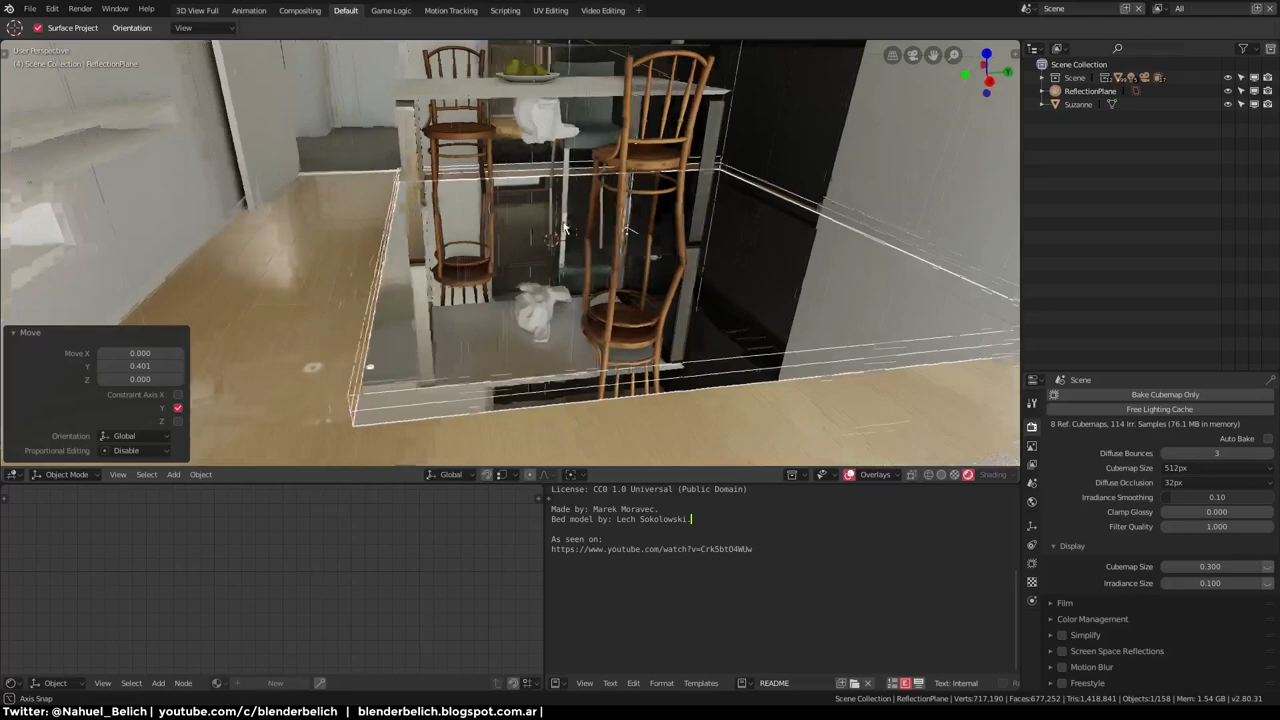 File Edit Render Window Help 3D View Full Animation Compositing Default Game Logic Motion Tracking Scripting UV Editing Video Editing + Scene All
Surface Project Orientation: View
User Perspective
(4) Scene Collection | ReflectionPlane
Scene Collection
Scene
ReflectionPlane
Suzanne
Move
Move X 0.000
Y 0.401
Z 0.000
Constraint Axis X
Y
Z
Orientation Global
Proportional Editing Disable
Object Mode View Select Add Object Global Overlays Shading
Scene
Bake Cubemap Only
Free Lighting Cache
8 Ref. Cubemaps, 114 Irr. Samples (76.1 MB in memory)
Auto Bake
Diffuse Bounces 3
Cubemap Size 512px
Diffuse Occlusion 32px
Irradiance Smoothing 0.10
Clamp Glossy 0.000
Filter Quality 1.000
Display
Cubemap Size 0.300
Irradiance Size 0.100
Film
Color Management
Simplify
Screen Space Reflections
Motion Blur
Freestyle
License: CC0 1.0 Universal (Public Domain)
Made by: Marek Moravec.
Bed model by: Lech Sokolowski.
As seen on:
https://www.youtube.com/watch?v=Crk5btO4WUw
Object View Select Add Node New View Text Edit Format Templates README Text: Internal
Axis Snap Scene Collection | ReflectionPlane | Verts:717,190 | Faces:677,252 | Tris:1,418,841 | Objects:1/158 | Mem: 1.54 GB | v2.80.31
Twitter: @Nahuel_Belich | youtube.com/c/blenderbelich | blenderbelich.blogspot.com.ar |